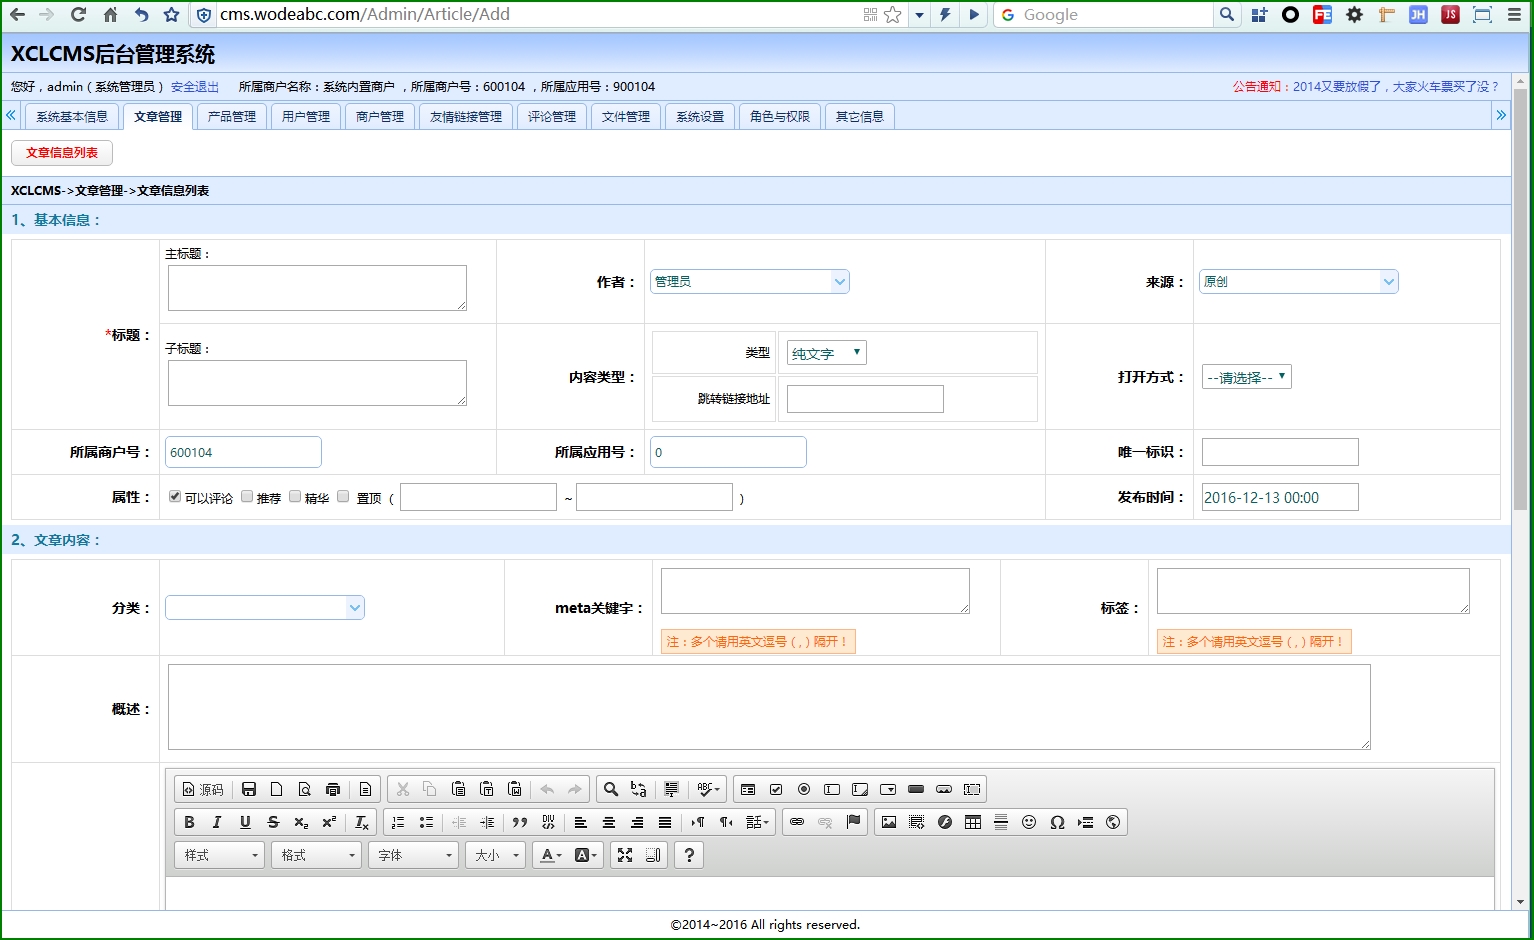 cms.wodeabc.com/Admin/Article/Add Google FE JH JS
XCLCMS后台管理系统
您好，admin（系统管理员） 安全退出 所属商户名称：系统内置商户 ，所属商户号：600104 ，所属应用号：900104 公告通知：2014又要放假了，大家火车票买了没？
« 系统基本信息 文章管理 产品管理 用户管理 商户管理 友情链接管理 评论管理 文件管理 系统设置 角色与权限 其它信息 »
文章信息列表
XCLCMS->文章管理->文章信息列表
1、基本信息：
*标题：
主标题：
作者： 管理员 来源： 原创
子标题：
内容类型： 类型 纯文字 打开方式： --请选择--
跳转链接地址
所属商户号： 600104 所属应用号： 0 唯一标识：
属性： 可以评论 推荐 精华 置顶 ( ~ ) 发布时间： 2016-12-13 00:00
2、文章内容：
分类： meta关键字： 标签：
注：多个请用英文逗号 ( , ) 隔开！ 注：多个请用英文逗号 ( , ) 隔开！
概述：
源码
B I U S x₂ x² Ix DIV 話 Ω
样式 格式 字体 大小 A A ?
©2014~2016 All rights reserved.